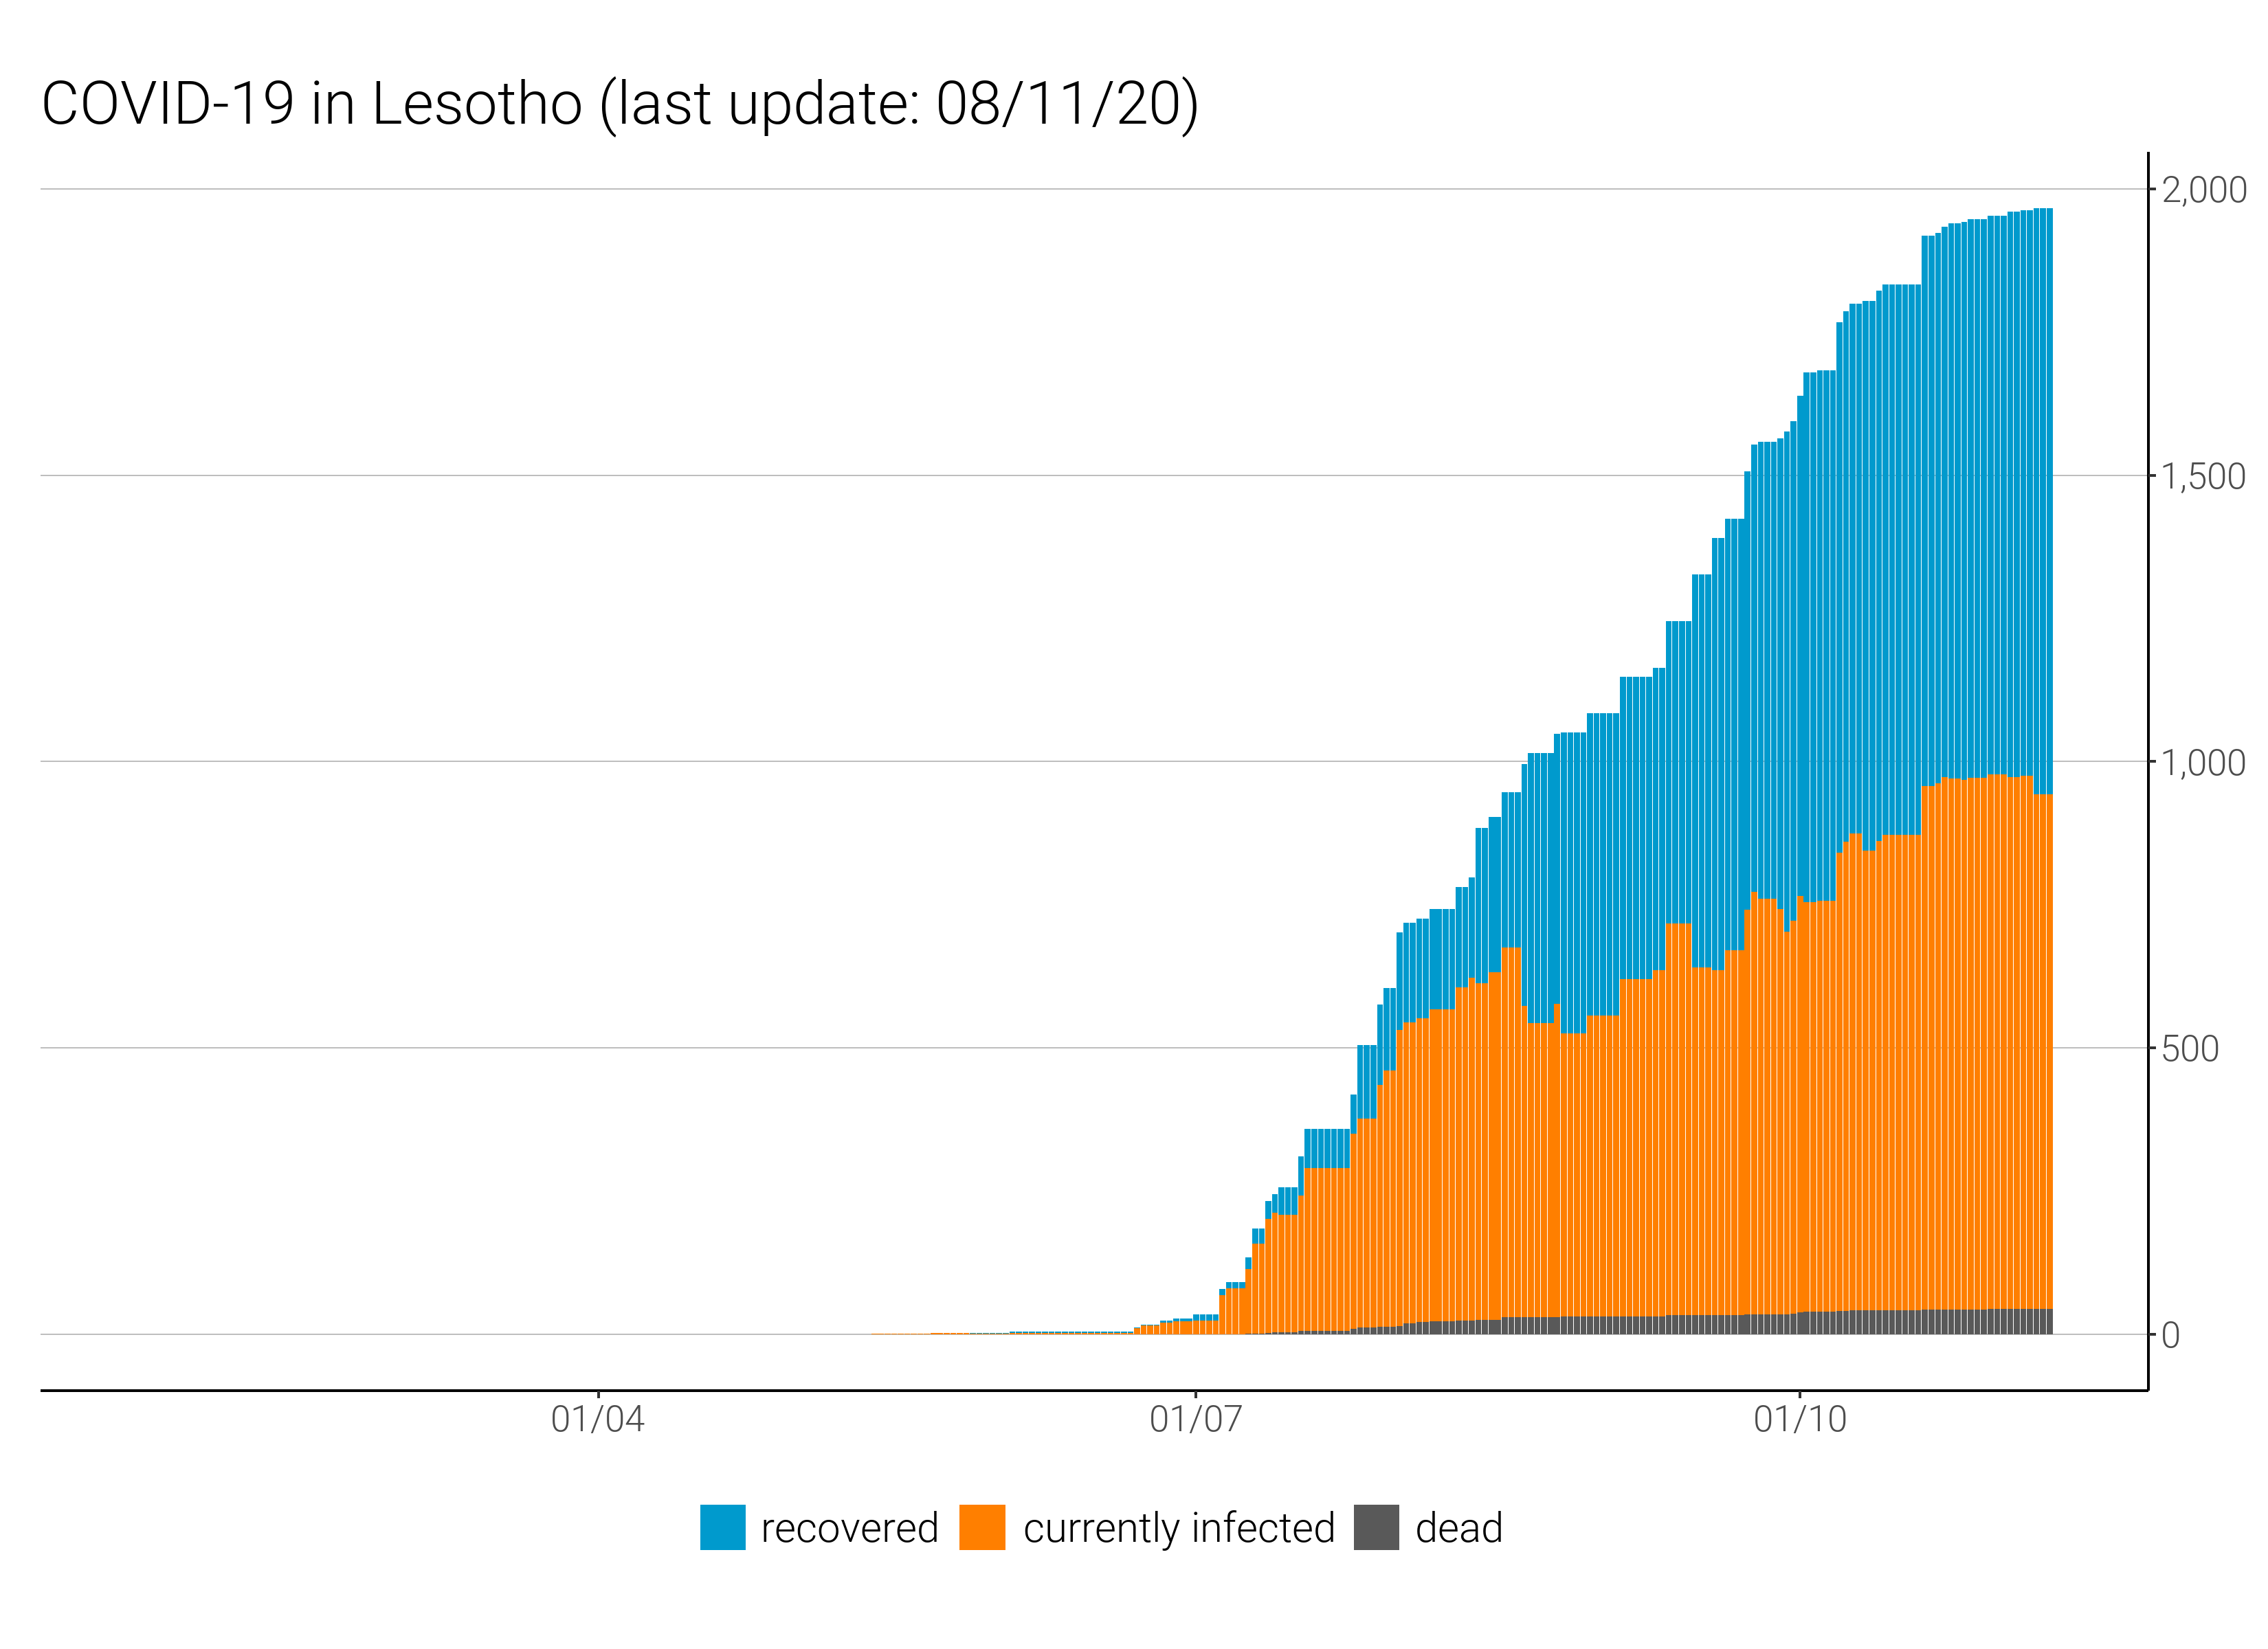 COVID-19 in Lesotho (last update: 08/11/20)
2,000
1,500
1,000
500
0
01/04 01/07 01/10
recovered currently infected dead